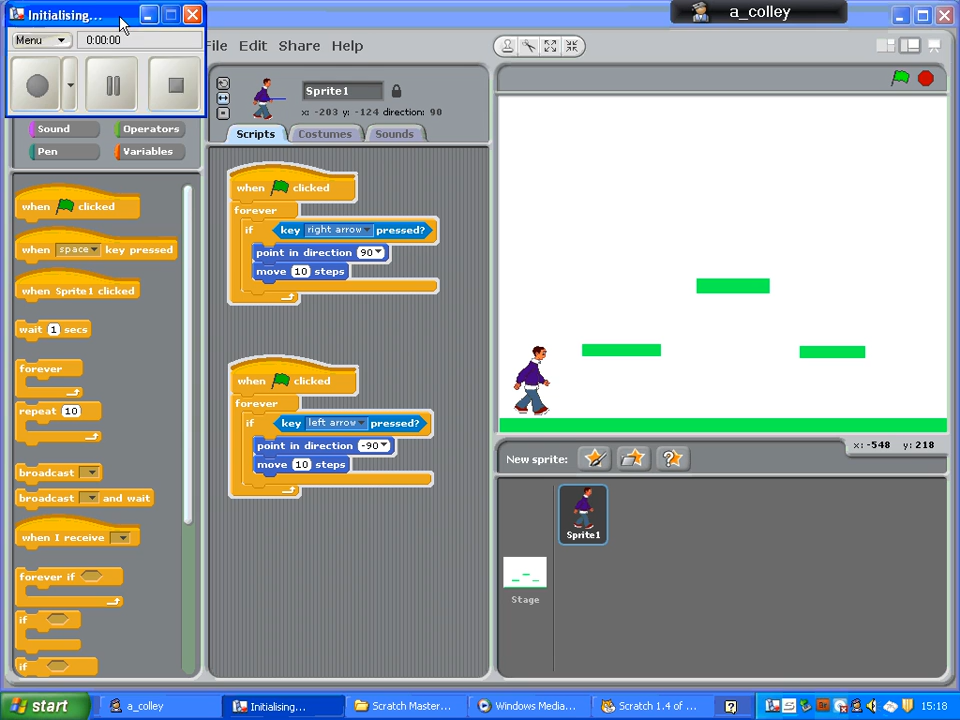 Initialising...
a_colley
Menu
0:00:00
File Edit Share Help
Sprite1
x: -203 y: -124 direction: 90
Scripts Costumes Sounds
Sound Operators
Pen Variables
when clicked
when space key pressed
when Sprite1 clicked
wait 1 secs
forever
repeat 10
broadcast
broadcast and wait
when I receive
forever if
if
if
when clicked
forever
if key right arrow pressed?
point in direction 90
move 10 steps
when clicked
forever
if key left arrow pressed?
point in direction -90
move 10 steps
x: -548 y: 218
New sprite:
Sprite1
Stage
start
a_colley
Initialising...
Scratch Master...
Windows Media...
Scratch 1.4 of ...
15:18